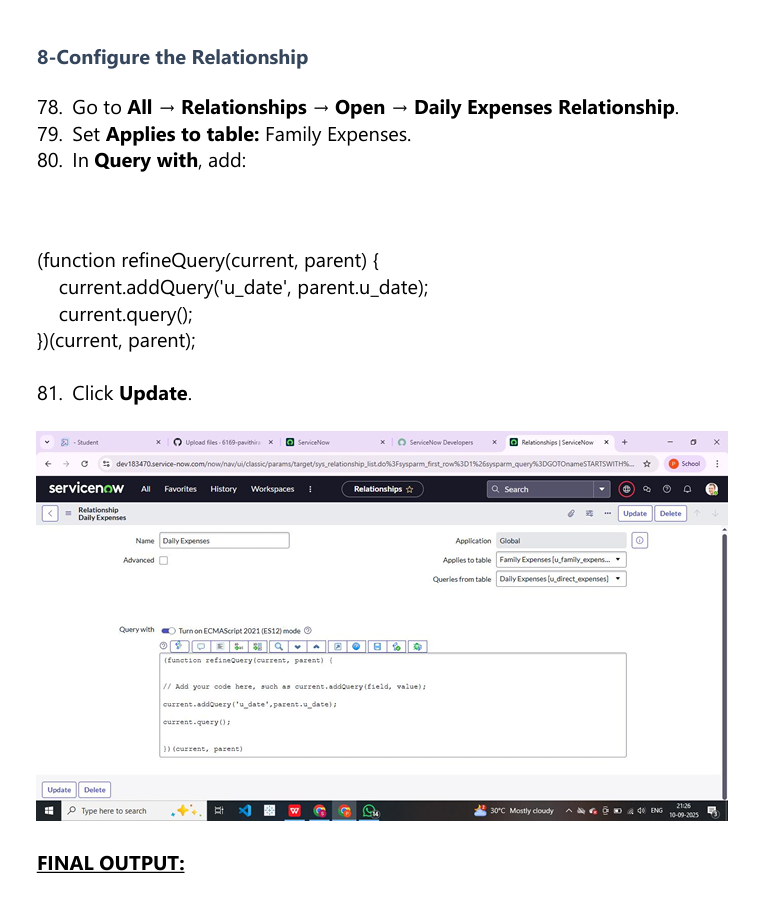 8-Configure the Relationship
78. Go to All → Relationships → Open → Daily Expenses Relationship.
79. Set Applies to table: Family Expenses.
80. In Query with, add:
(function refineQuery(current, parent) {
current.addQuery('u_date', parent.u_date);
current.query();
})(current, parent);
81. Click Update.
- Student
Upload files · 6169-pavithira
ServiceNow
ServiceNow Developers
Relationships | ServiceNow
dev183470.service-now.com/now/nav/ui/classic/params/target/sys_relationship_list.do%3Fsysparm_first_row%3D1%26sysparm_query%3DGOTOnameSTARTSWITH%...
School
servicenow All Favorites History Workspaces Relationships Search
Relationship
Daily Expenses
Update Delete
Name Daily Expenses
Application Global
Advanced
Applies to table Family Expenses [u_family_expens...
Queries from table Daily Expenses [u_direct_expenses]
Query with Turn on ECMAScript 2021 (ES12) mode
(function refineQuery(current, parent) {
// Add your code here, such as current.addQuery(field, value);
current.addQuery('u_date',parent.u_date);
current.query();
})(current, parent)
Update Delete
Type here to search
30°C Mostly cloudy
ENG
21:26
10-09-2025
FINAL OUTPUT: